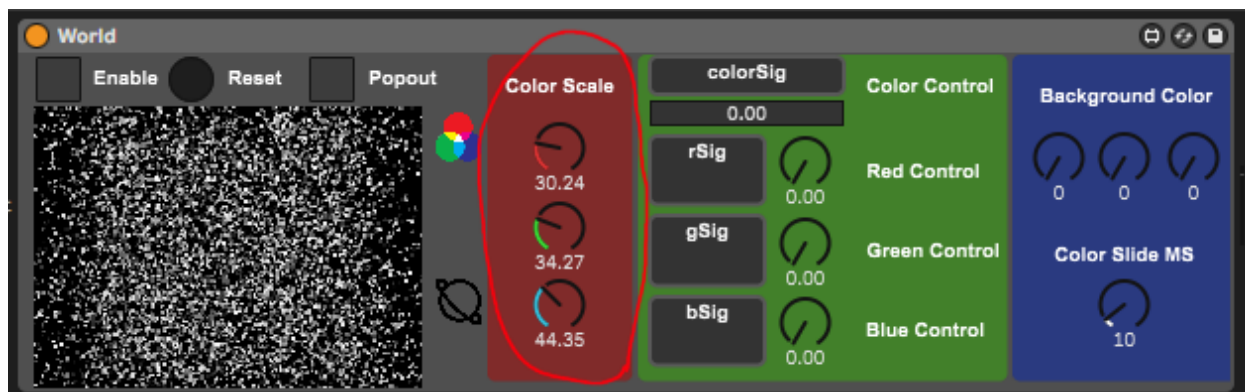 World
Enable Reset Popout
Color Scale
30.24
34.27
44.35
colorSig
0.00
Color Control
rSig
0.00
Red Control
gSig
0.00
Green Control
bSig
0.00
Blue Control
Background Color
0 0 0
Color Slide MS
10